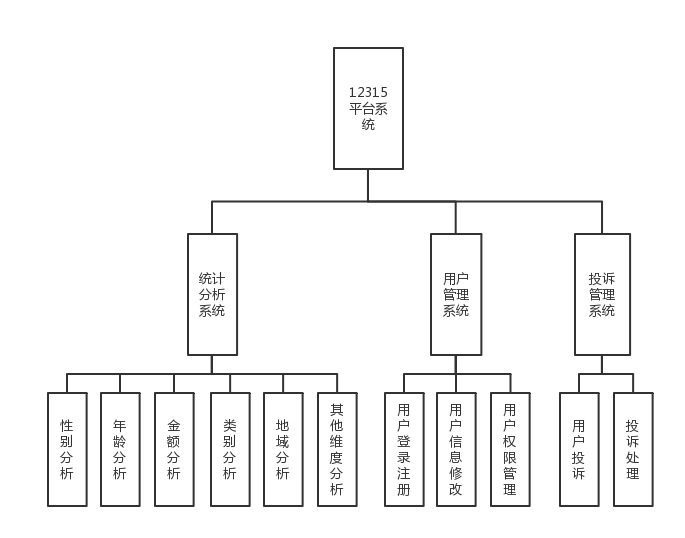 12315
平台系
统
统计
分析
系统
用户
管理
系统
投诉
管理
系统
性别分析
年龄分析
金额分析
类别分析
地域分析
其他维度分析
用户登录注册
用户信息修改
用户权限管理
用户投诉
投诉处理